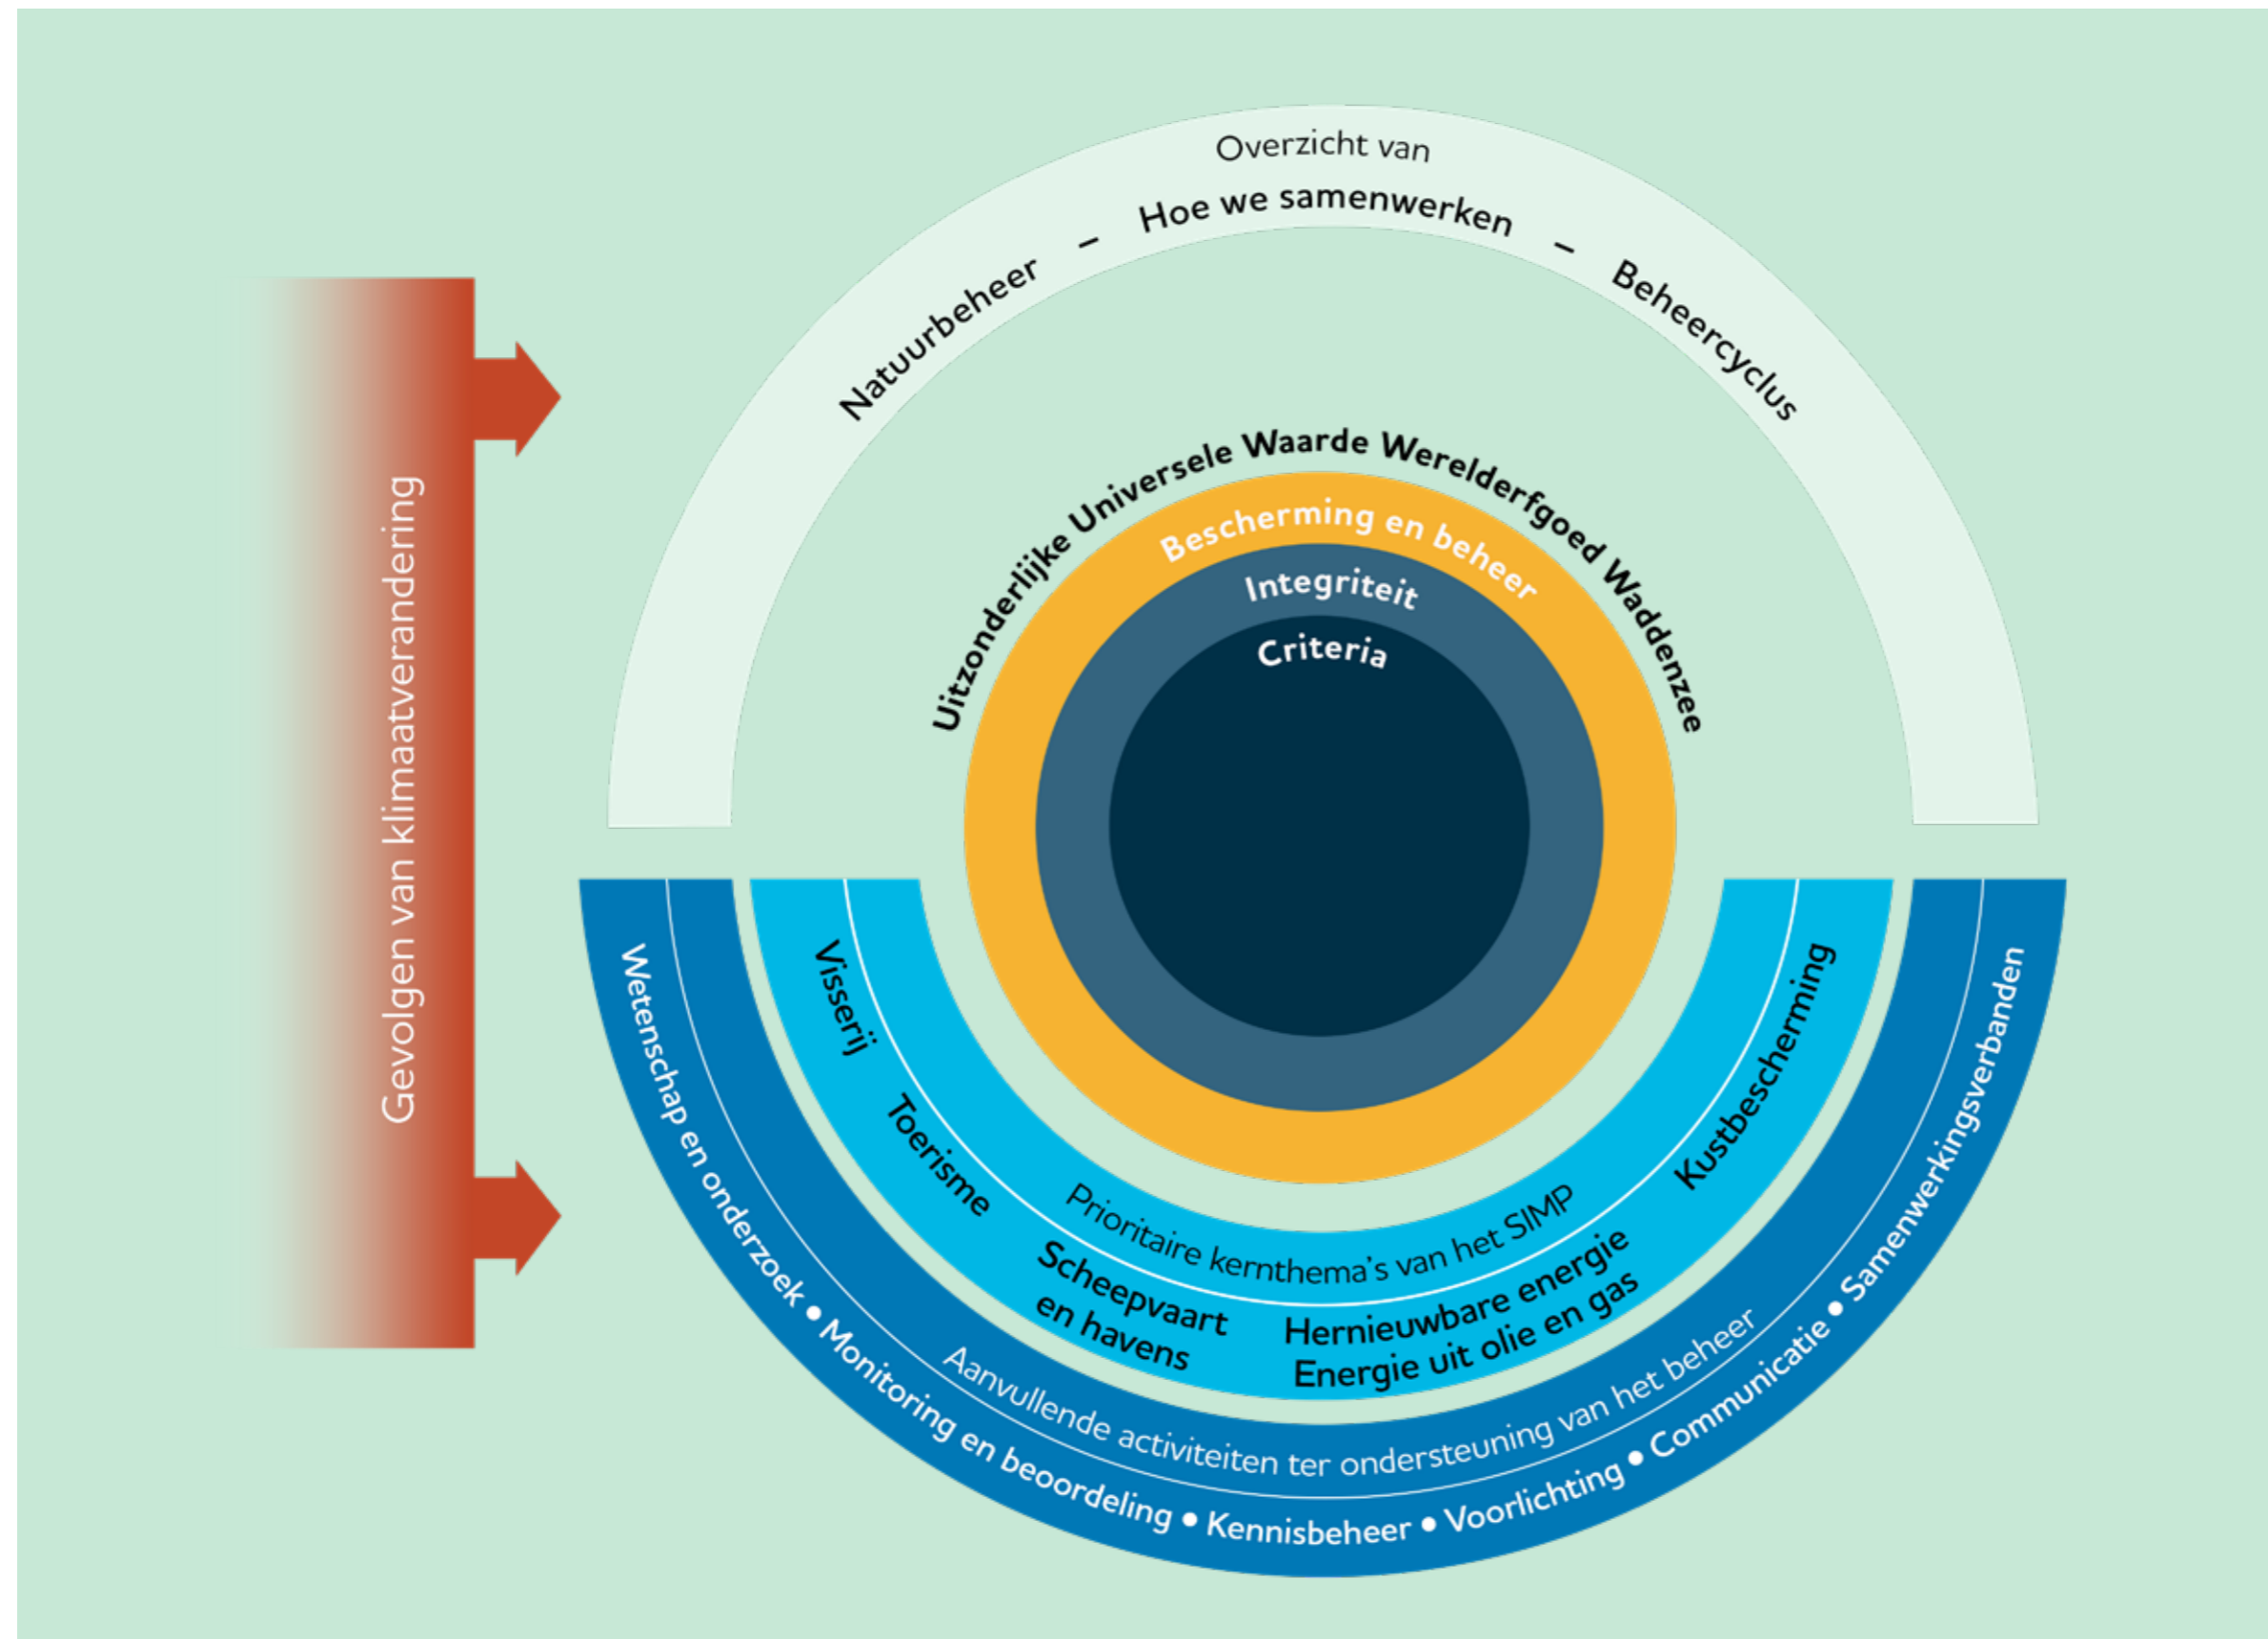 Overzicht van
Natuurbeheer – Hoe we samenwerken – Beheercyclus
Uitzonderlijke Universele Waarde Werelderfgoed Waddenzee
Bescherming en beheer
Integriteit
Criteria
Gevolgen van klimaatverandering
Prioritaire kernthema's van het SIMP
Visserij
Toerisme
Scheepvaart
en havens
Hernieuwbare energie
Energie uit olie en gas
Kustbescherming
Aanvullende activiteiten ter ondersteuning van het beheer
Wetenschap en onderzoek • Monitoring en beoordeling • Kennisbeheer • Voorlichting • Communicatie • Samenwerkingsverbanden